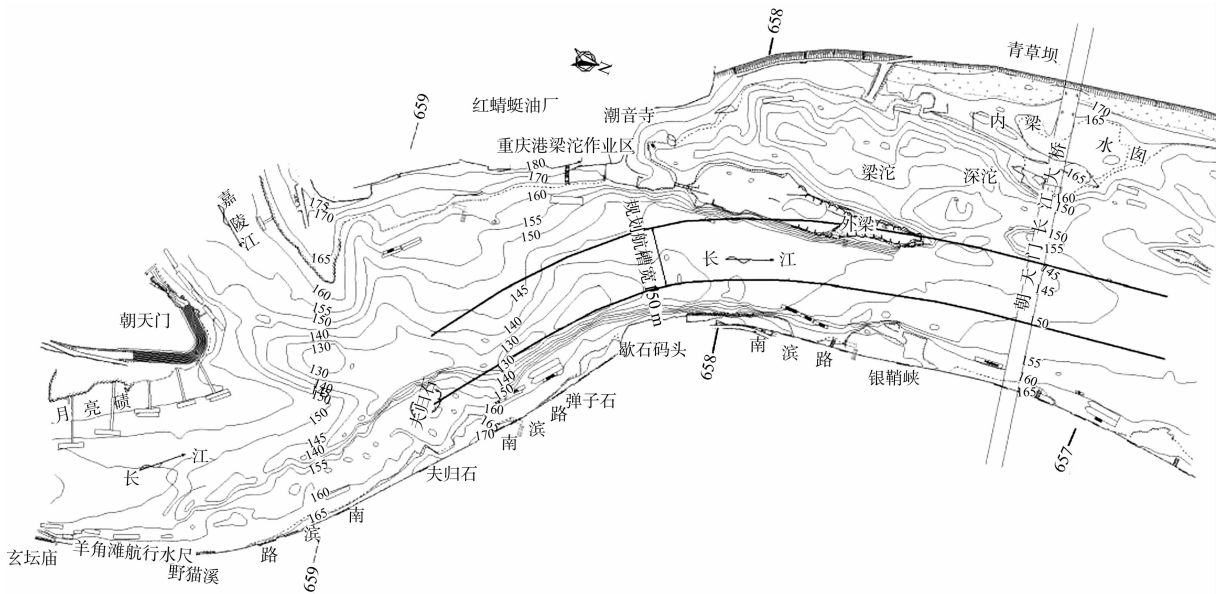 658
青草坝
659
红蜻蜓油厂
潮音寺
重庆港梁沱作业区
内梁
水囱
170
165
180
170
160
155
150
175
170
165
嘉陵江
梁沱
深沱
165
160
150
外梁
朝天门长江大桥
150
155
145
145
150
规划航槽宽150 m
长江
145
140
160
155
150
140
130
130
140
150
朝天门
月亮碛
150
145
140
155
160
165
长江
夫归石
140
130
130
140
150
160
170
歇石码头
弹子石
南滨路
658
南滨路
银鞘峡
155
160
165
657
夫归石
南滨路
659
玄坛庙
羊角滩航行水尺
野猫溪